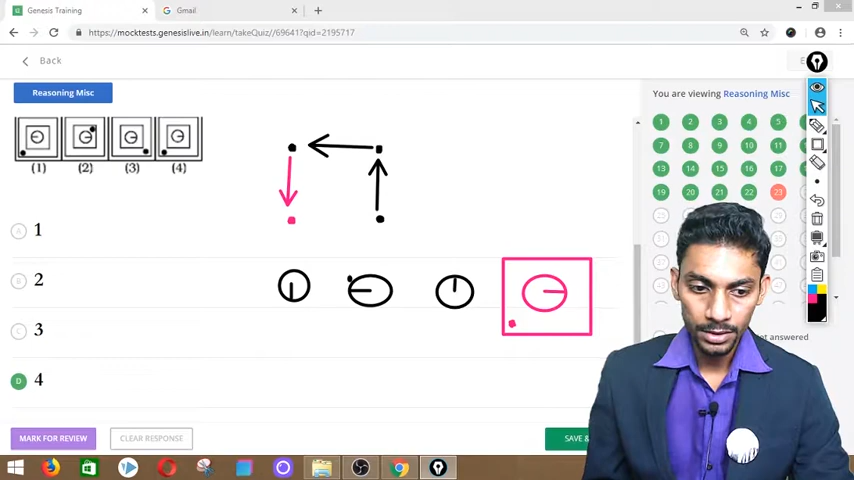 Genesis Training
Gmail
https://mocktests.genesislive.in/learn/takeQuiz//69641?qid=2195717
Back
Reasoning Misc
You are viewing Reasoning Misc
(1) (2) (3) (4)
1 2 3 4 5
7 8 9 10 11
13 14 15 16 17
19 20 21 22 23
A 1
B 2
C 3
D 4
ot answered
MARK FOR REVIEW
CLEAR RESPONSE
SAVE &